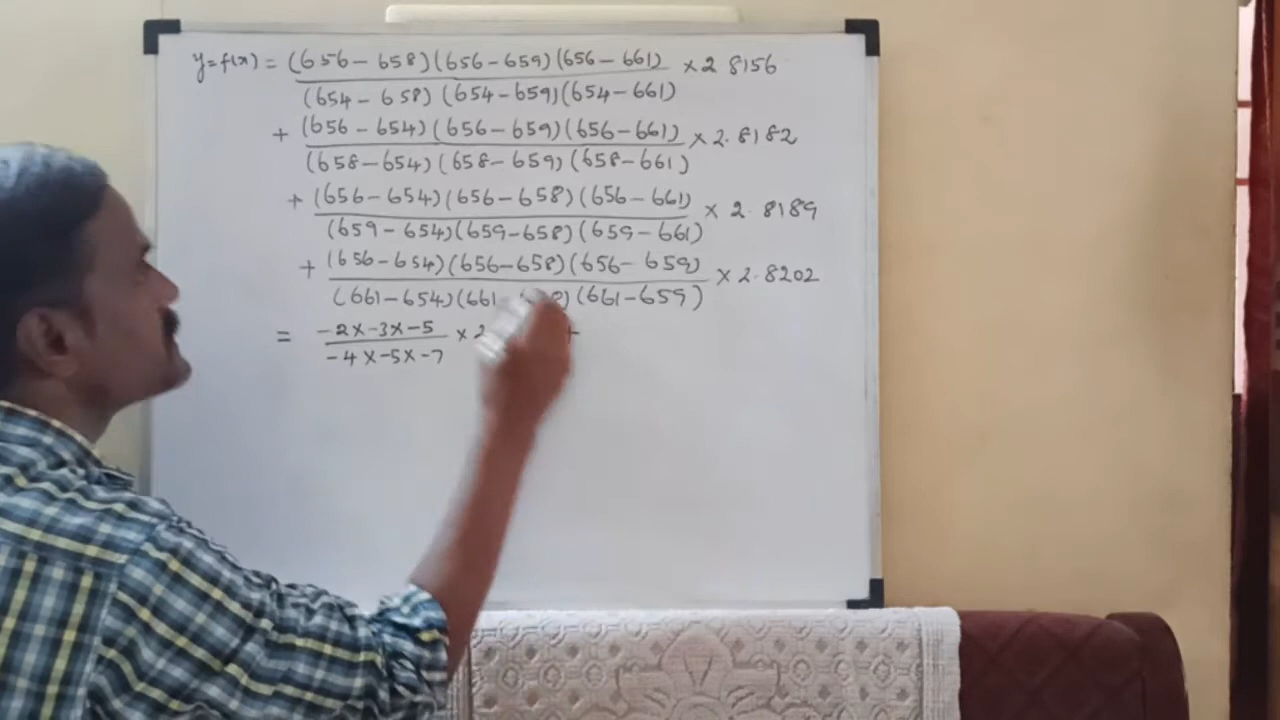 y=f(x) = (656-658)(656-659)(656-661) × 2 8156
(654-658)(654-659)(654-661)
+ (656-654)(656-659)(656-661) × 2.8182
(658-654)(658-659)(658-661)
+ (656-654)(656-658)(656-661) × 2.8189
(659-654)(659-658)(659-661)
+ (656-654)(656-658)(656-659) × 2.8202
(661-654)(661- )(661-659)
= -2×-3×-5 × 2 +
-4×-5×-7